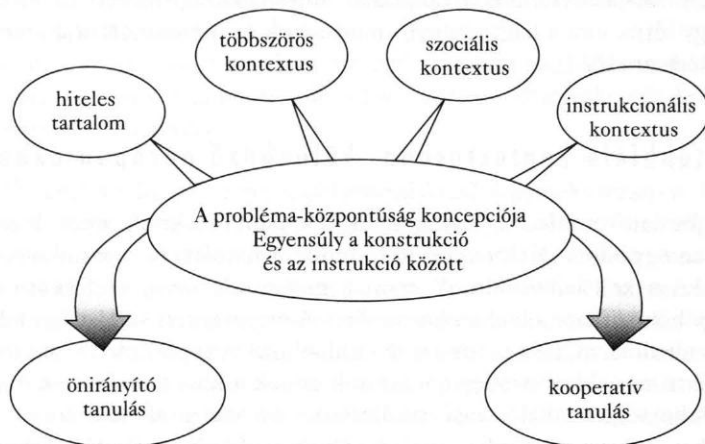 többszörös
kontextus
szociális
kontextus
hiteles
tartalom
instrukcionális
kontextus
A probléma-központúság koncepciója
Egyensúly a konstrukció
és az instrukció között
önirányító
tanulás
kooperatív
tanulás